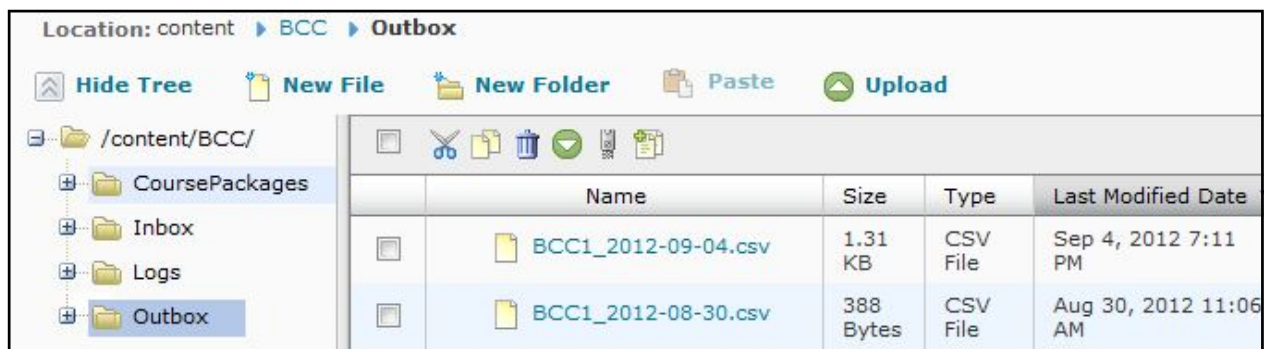 Location: content BCC Outbox
Hide Tree New File New Folder Paste Upload
/content/BCC/
CoursePackages
Inbox
Logs
Outbox
Name Size Type Last Modified Date
BCC1_2012-09-04.csv 1.31 KB CSV File Sep 4, 2012 7:11 PM
BCC1_2012-08-30.csv 388 Bytes CSV File Aug 30, 2012 11:06 AM